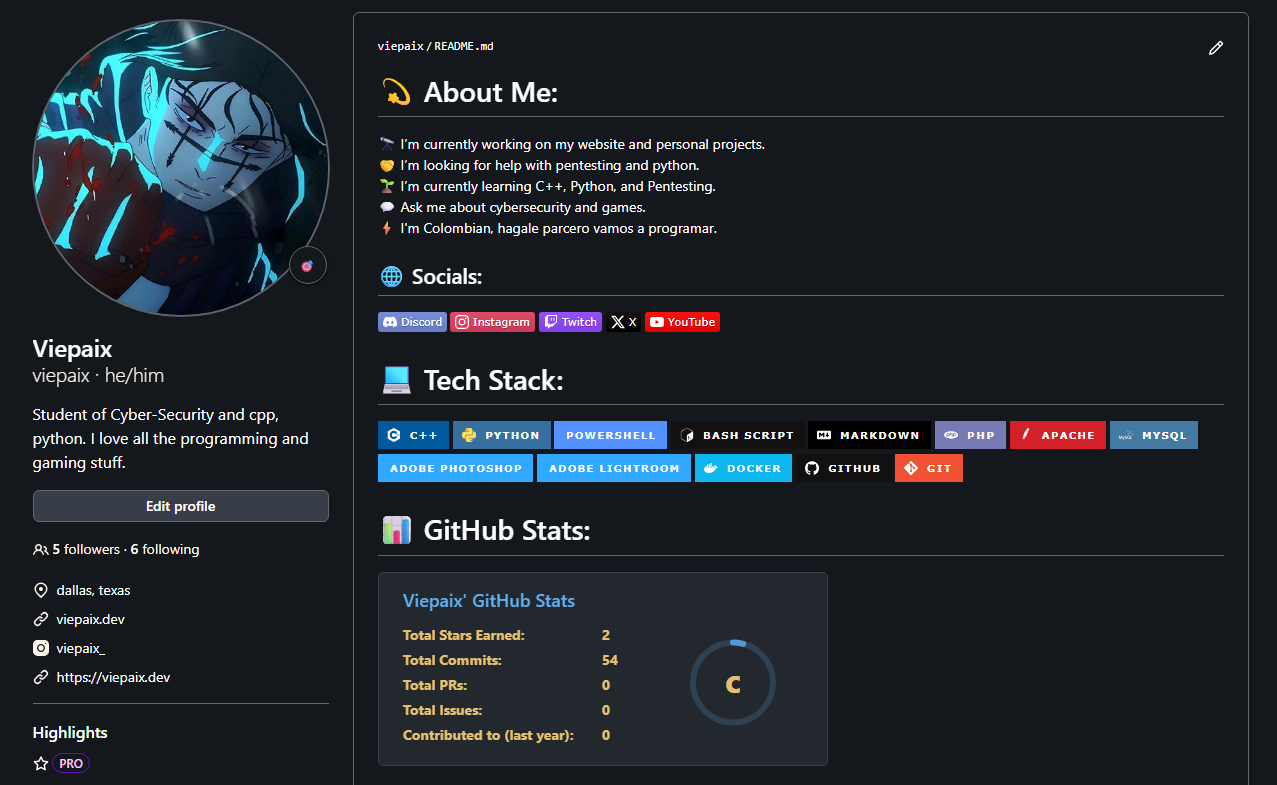 viepaix / README.md
💫 About Me:
🔭 I’m currently working on my website and personal projects.
🤝 I’m looking for help with pentesting and python.
🌱 I’m currently learning C++, Python, and Pentesting.
💬 Ask me about cybersecurity and games.
⚡ I'm Colombian, hagale parcero vamos a programar.
🌐 Socials:
Discord Instagram Twitch X YouTube
💻 Tech Stack:
C++ PYTHON POWERSHELL BASH SCRIPT MARKDOWN PHP APACHE MySQL MYSQL
ADOBE PHOTOSHOP ADOBE LIGHTROOM DOCKER GITHUB GIT
📊 GitHub Stats:
Viepaix' GitHub Stats
Total Stars Earned: 2
Total Commits: 54
Total PRs: 0
Total Issues: 0
Contributed to (last year): 0
C
Viepaix
viepaix · he/him
Student of Cyber-Security and cpp,
python. I love all the programming and
gaming stuff.
Edit profile
5 followers · 6 following
dallas, texas
viepaix.dev
viepaix_
https://viepaix.dev
Highlights
PRO